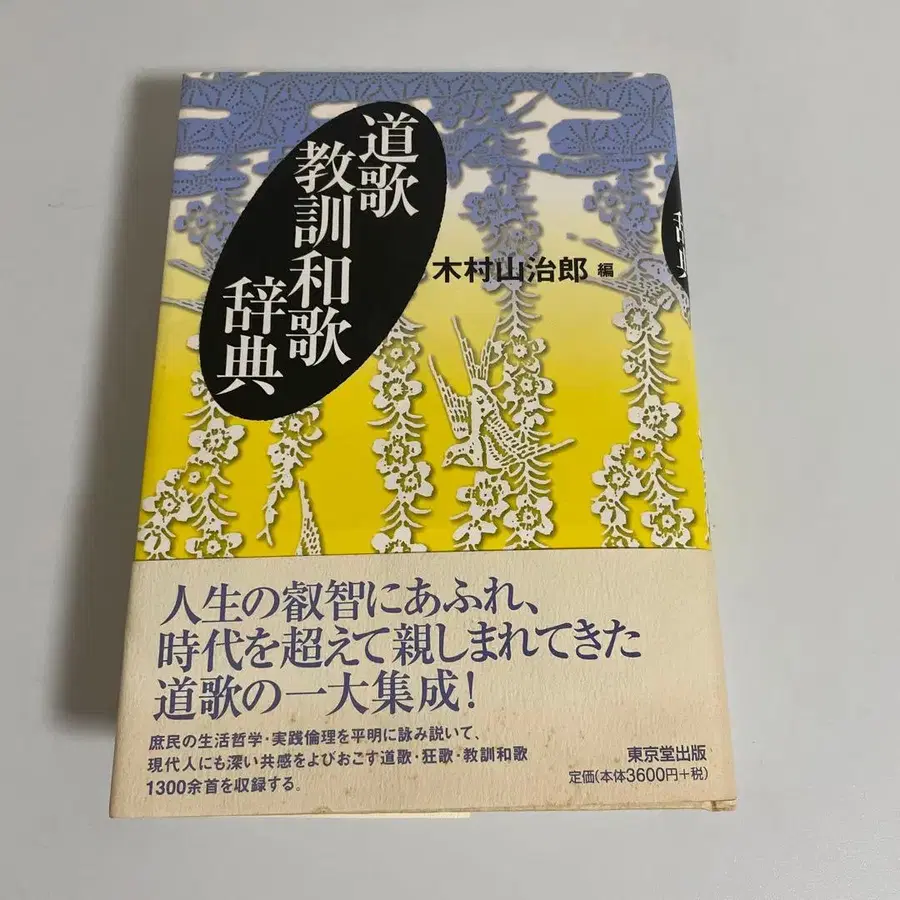 道歌
教訓和歌
辞典
木村山治郎 編
辞典
人生の叡智にあふれ、
時代を超えて親しまれてきた
道歌の一大集成!
庶民の生活哲学・実践倫理を平明に詠み説いて、
現代人にも深い共感をよびおこす道歌・狂歌・教訓和歌
1300余首を収録する。
東京堂出版
定価(本体3600円+税)